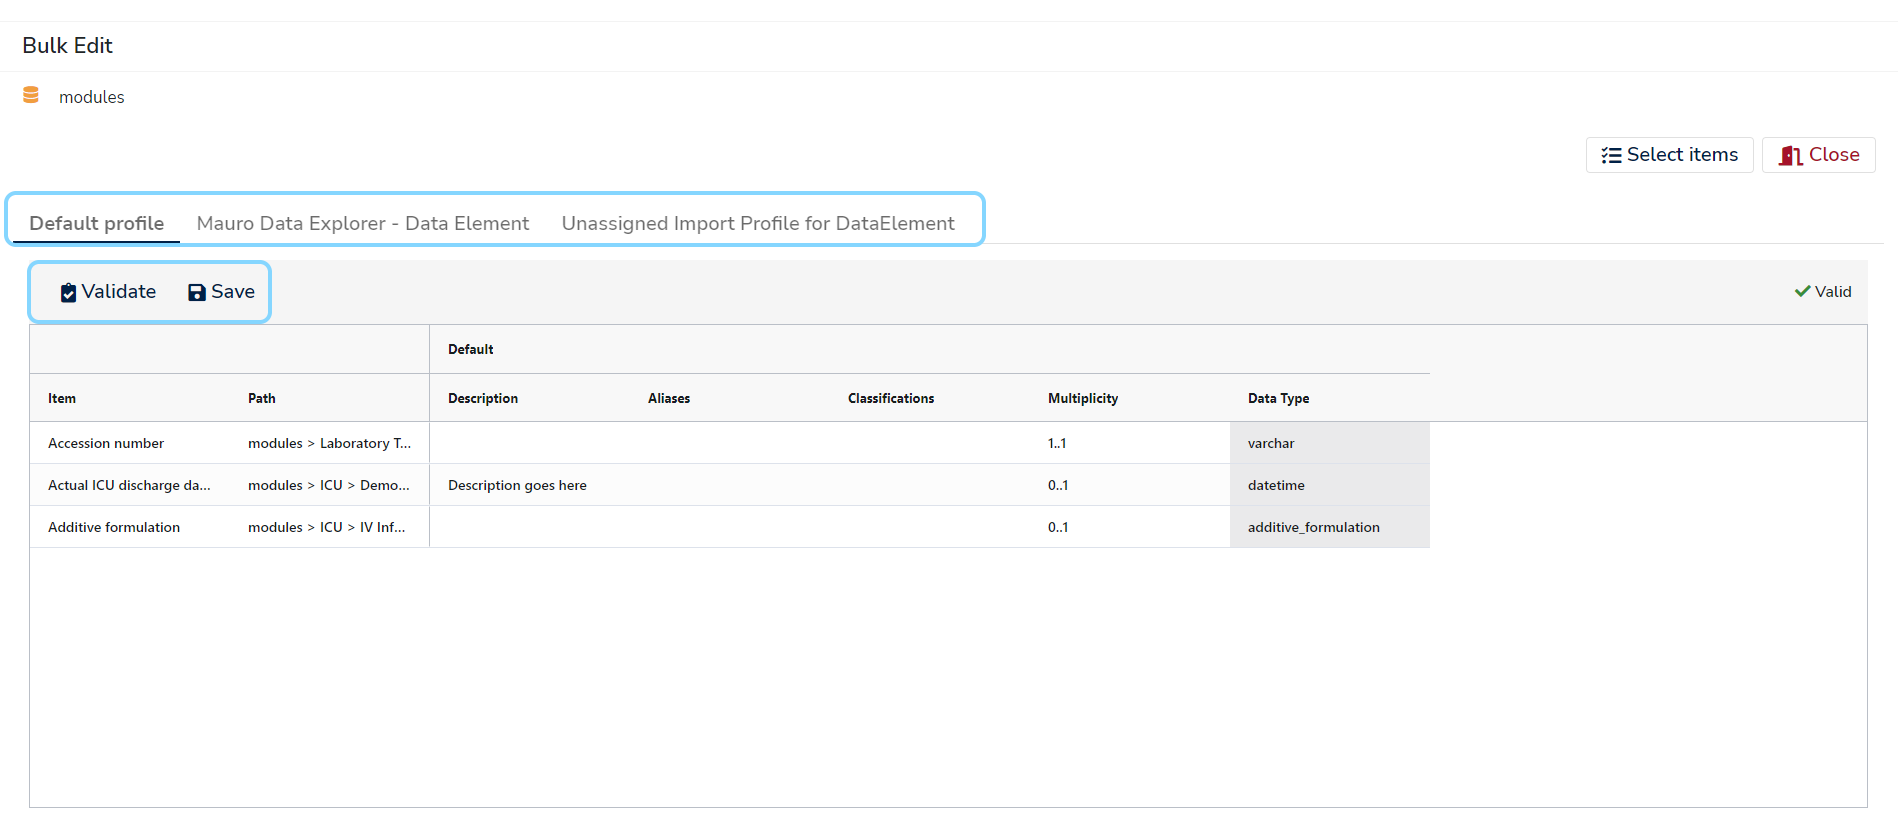 Bulk Edit
modules
Select items Close
Default profile Mauro Data Explorer - Data Element Unassigned Import Profile for DataElement
Validate Save Valid
Default
Item Path Description Aliases Classifications Multiplicity Data Type
Accession number modules > Laboratory T... 1..1 varchar
Actual ICU discharge da... modules > ICU > Demo... Description goes here 0..1 datetime
Additive formulation modules > ICU > IV Inf... 0..1 additive_formulation